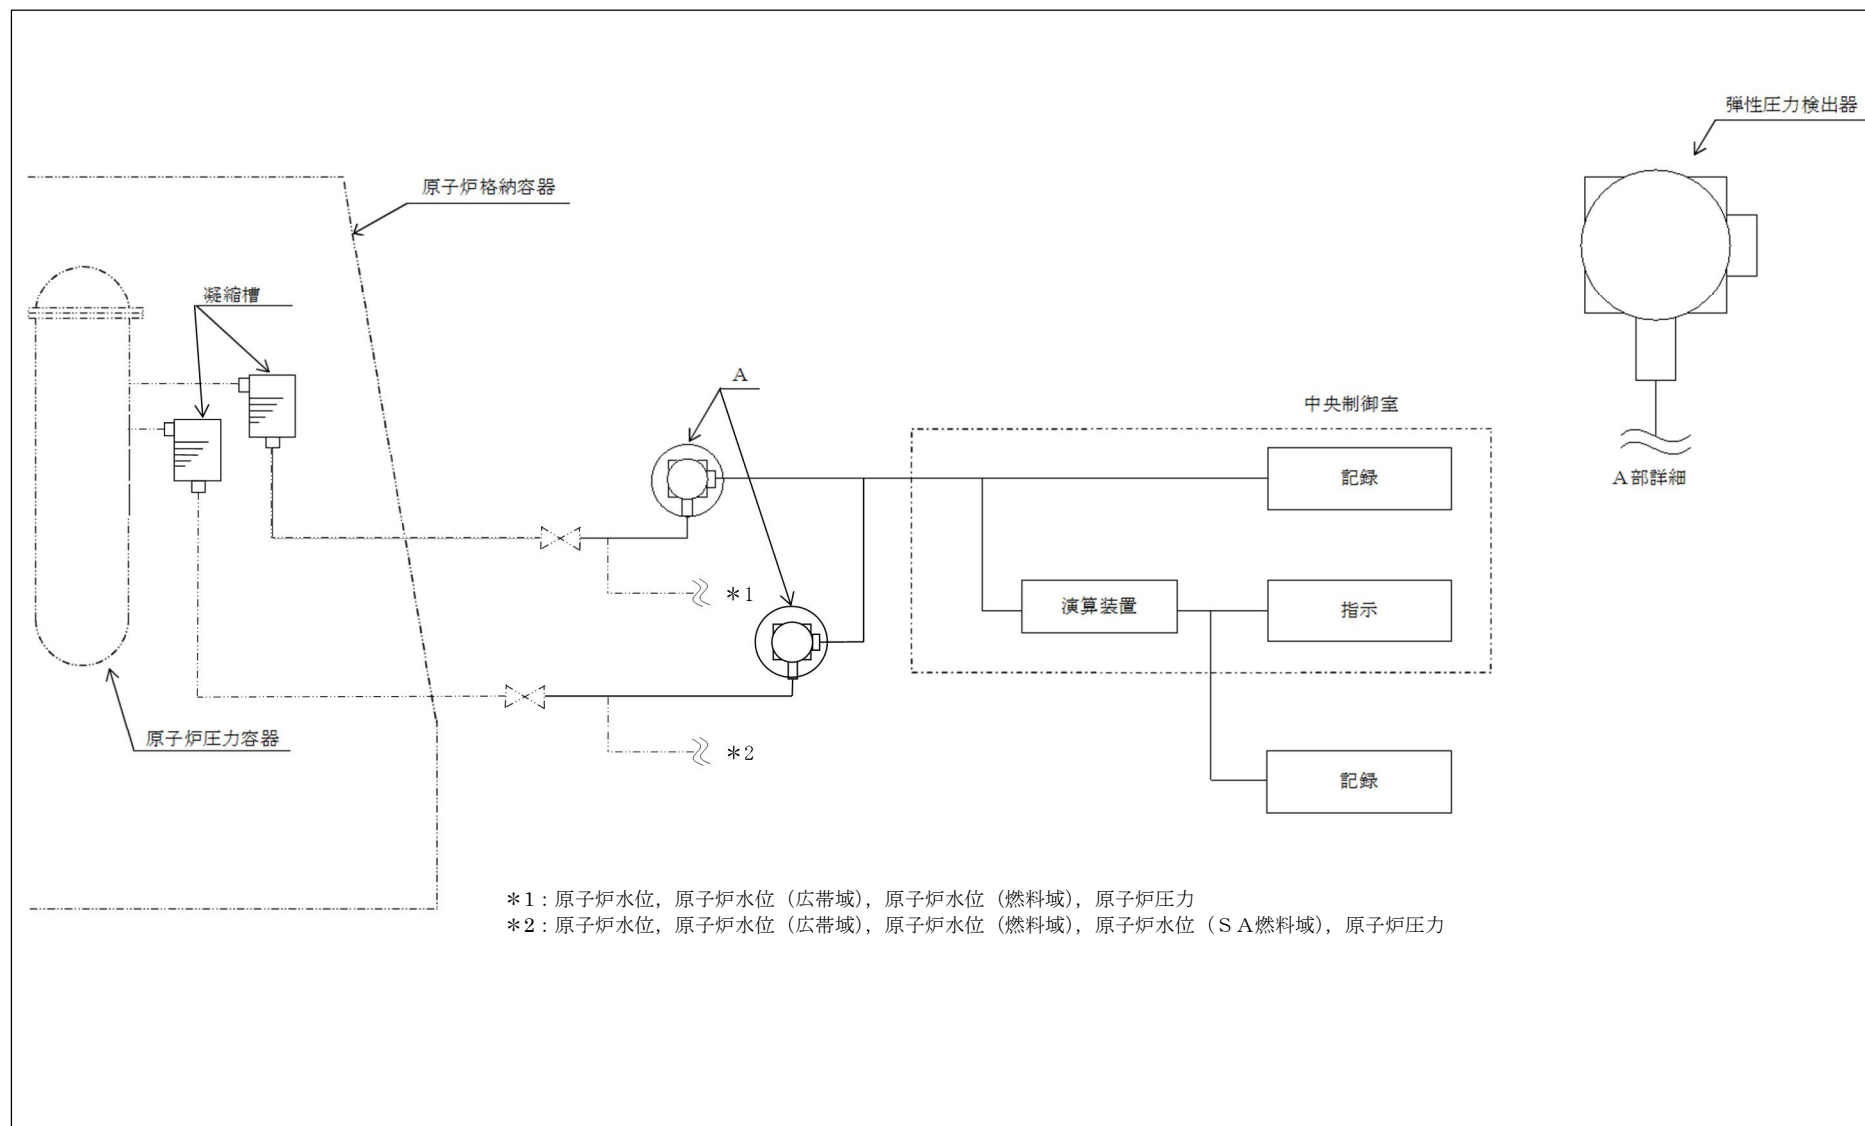 弾性圧力検出器
原子炉格納容器
凝縮槽
A
中央制御室
記録
A部詳細
*1
演算装置
指示
原子炉圧力容器
*2
記録
*1:原子炉水位,原子炉水位(広帯域),原子炉水位(燃料域),原子炉圧力
*2:原子炉水位,原子炉水位(広帯域),原子炉水位(燃料域),原子炉水位(SA燃料域),原子炉圧力